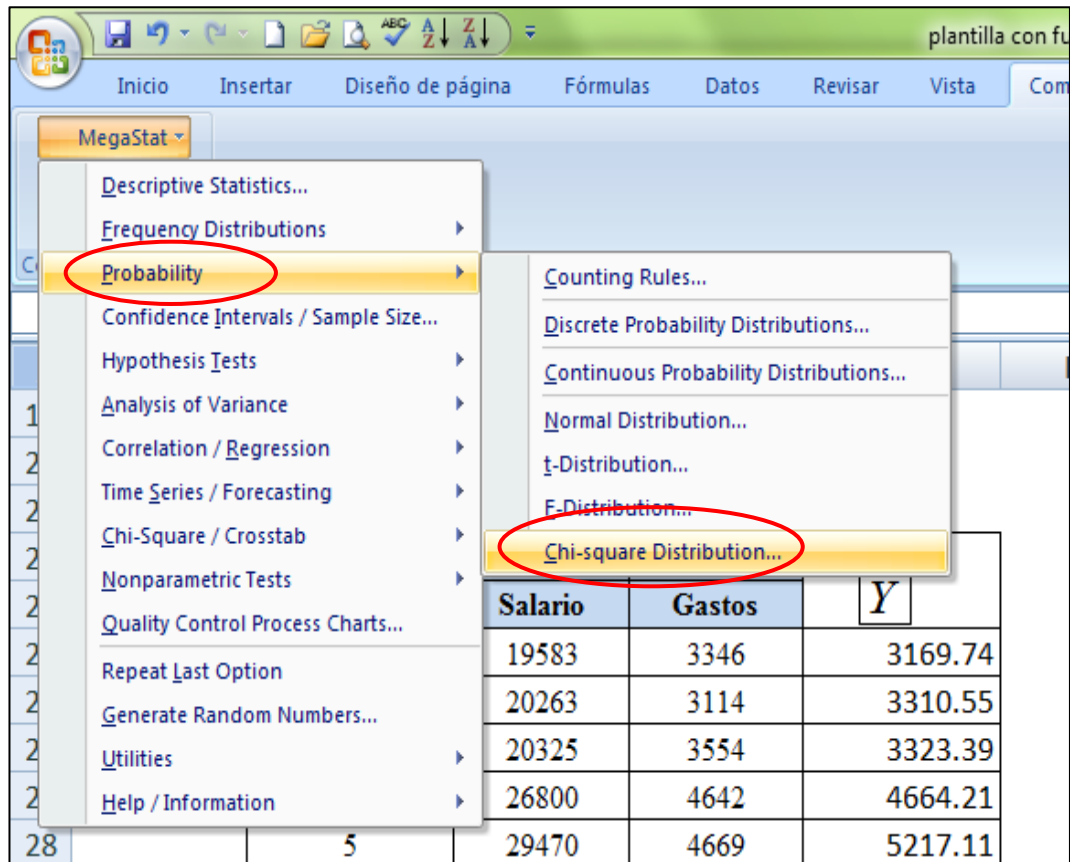 plantilla con fu
Inicio Insertar Diseño de página Fórmulas Datos Revisar Vista Com
MegaStat
Descriptive Statistics...
Frequency Distributions
Probability
Confidence Intervals / Sample Size...
Hypothesis Tests
Analysis of Variance
Correlation / Regression
Time Series / Forecasting
Chi-Square / Crosstab
Nonparametric Tests
Quality Control Process Charts...
Repeat Last Option
Generate Random Numbers...
Utilities
Help / Information
Counting Rules...
Discrete Probability Distributions...
Continuous Probability Distributions...
Normal Distribution...
t-Distribution...
F-Distribution...
Chi-square Distribution...
Salario Gastos Y
19583 3346 3169.74
20263 3114 3310.55
20325 3554 3323.39
26800 4642 4664.21
28 5 29470 4669 5217.11